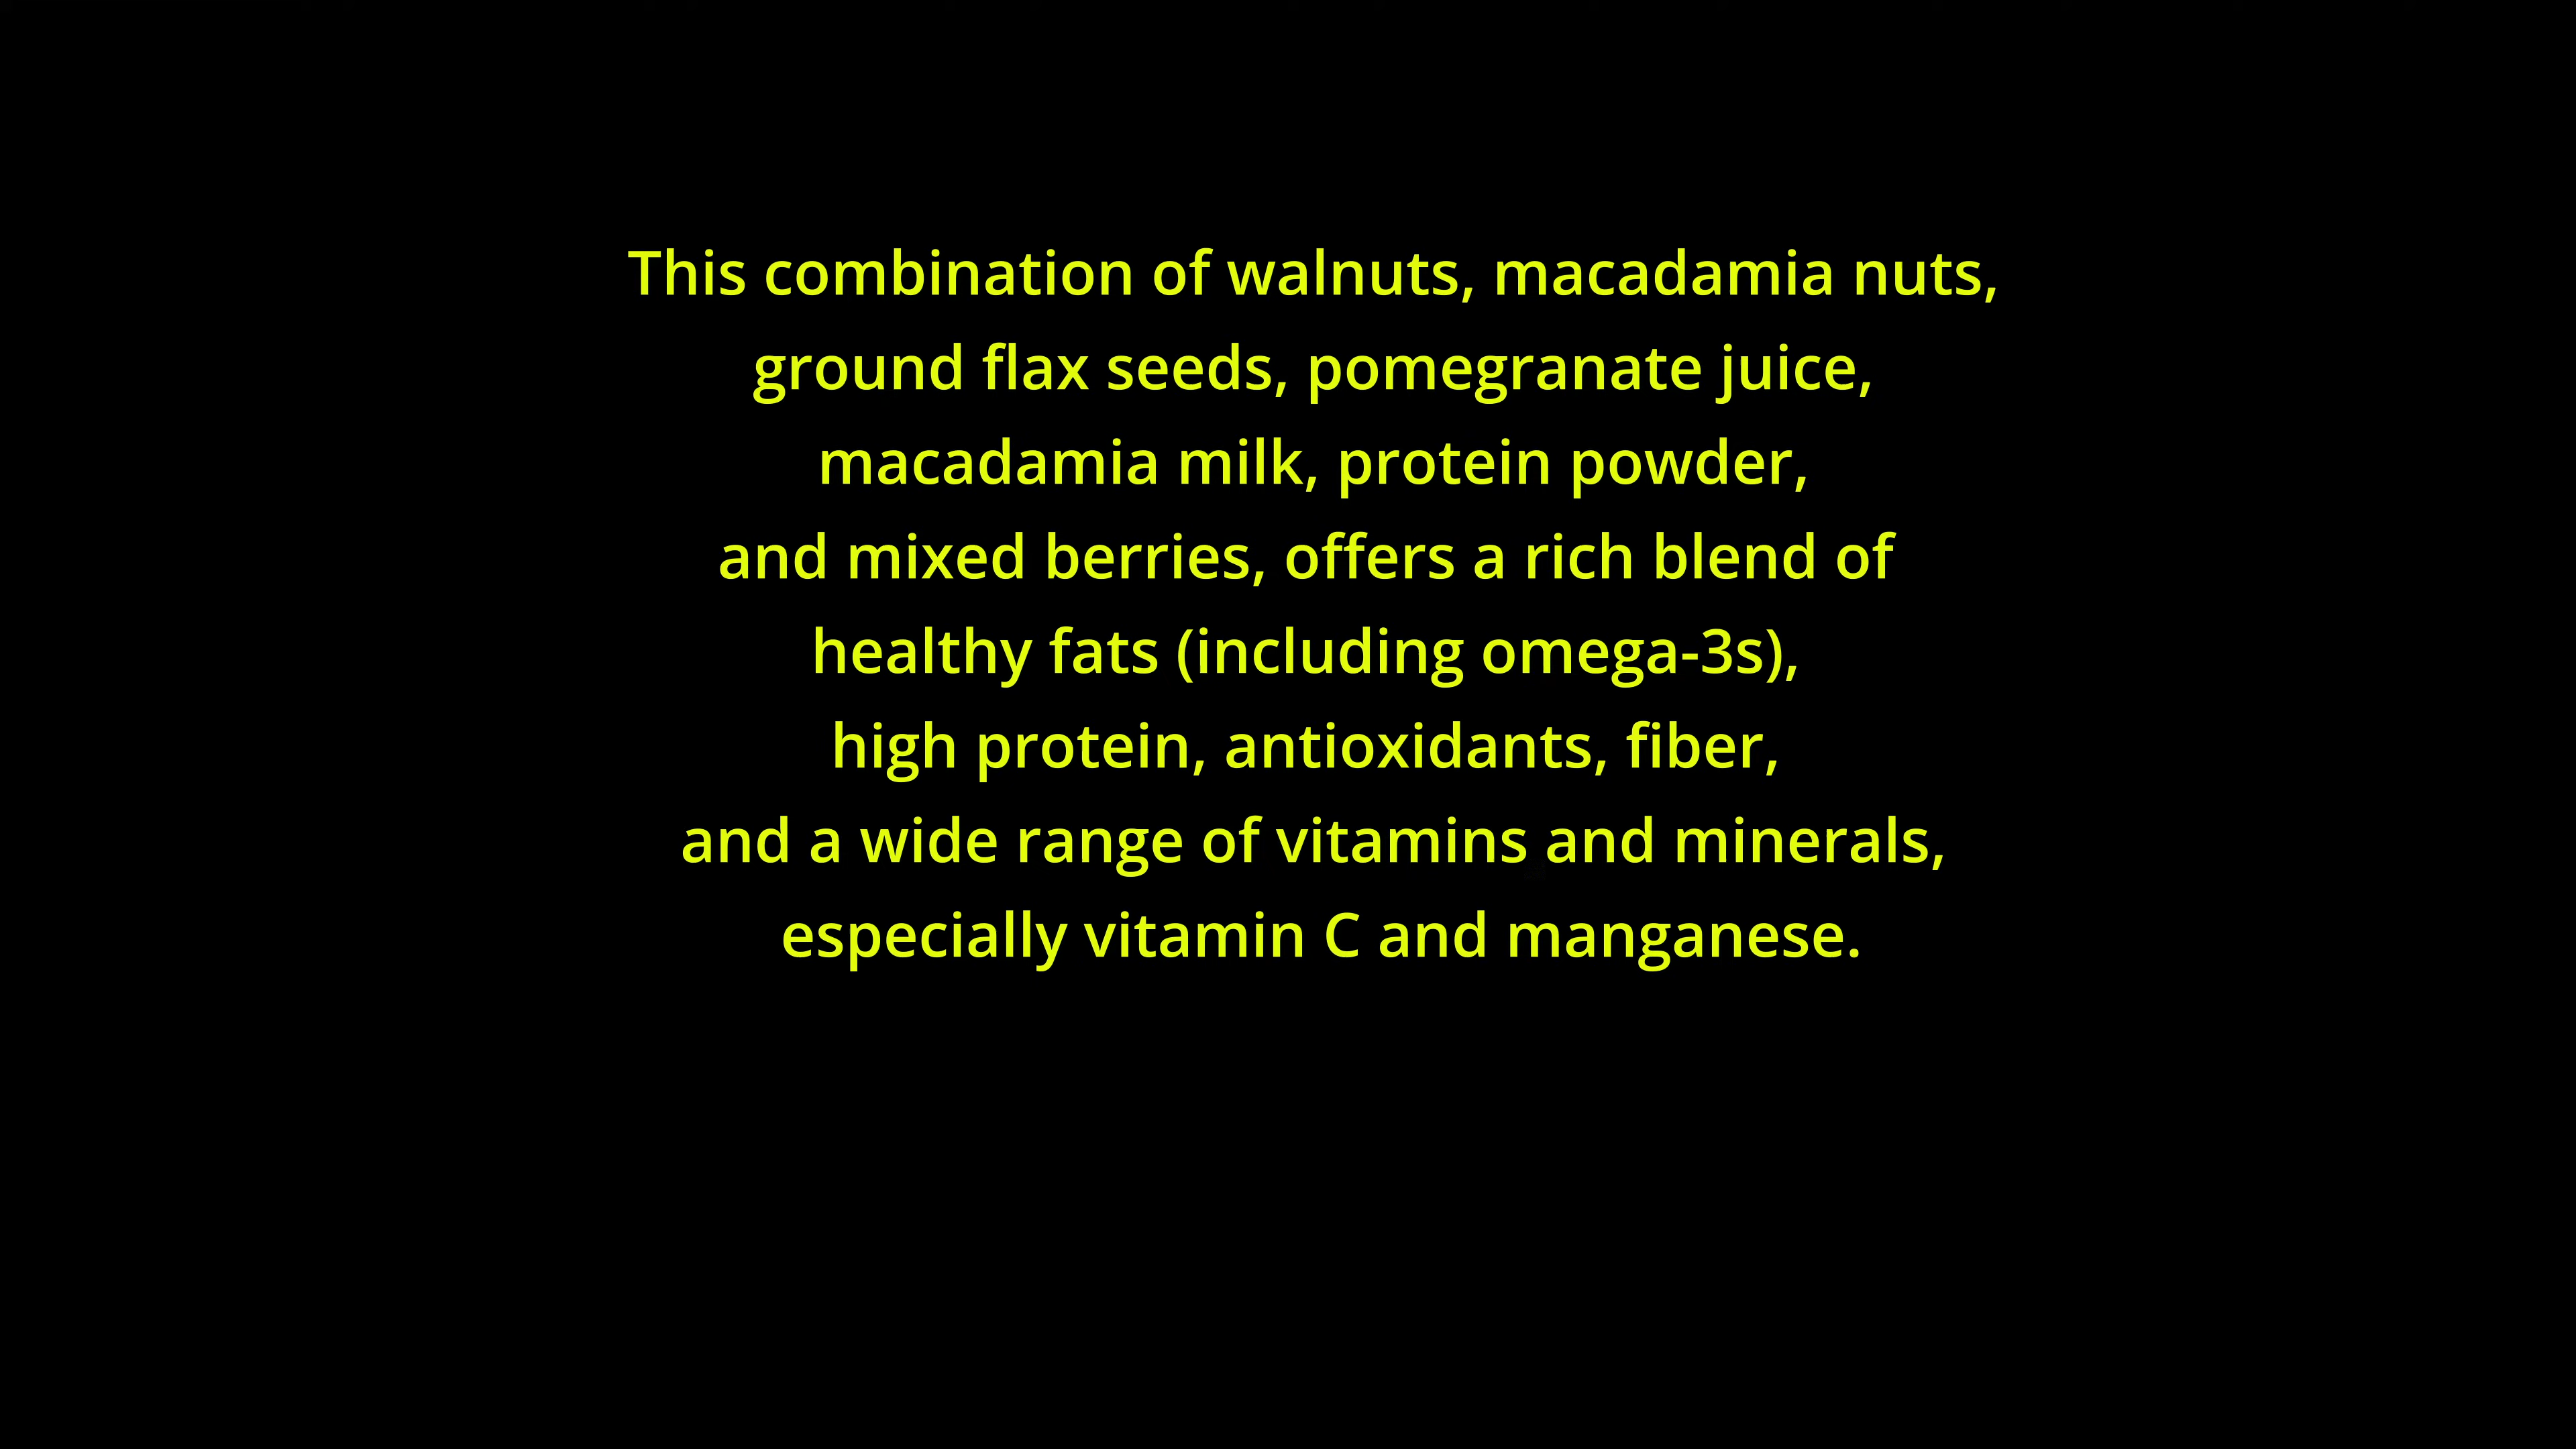 This combination of walnuts, macadamia nuts,
ground flax seeds, pomegranate juice,
macadamia milk, protein powder,
and mixed berries, offers a rich blend of
healthy fats (including omega-3s),
high protein, antioxidants, fiber,
and a wide range of vitamins and minerals,
especially vitamin C and manganese.